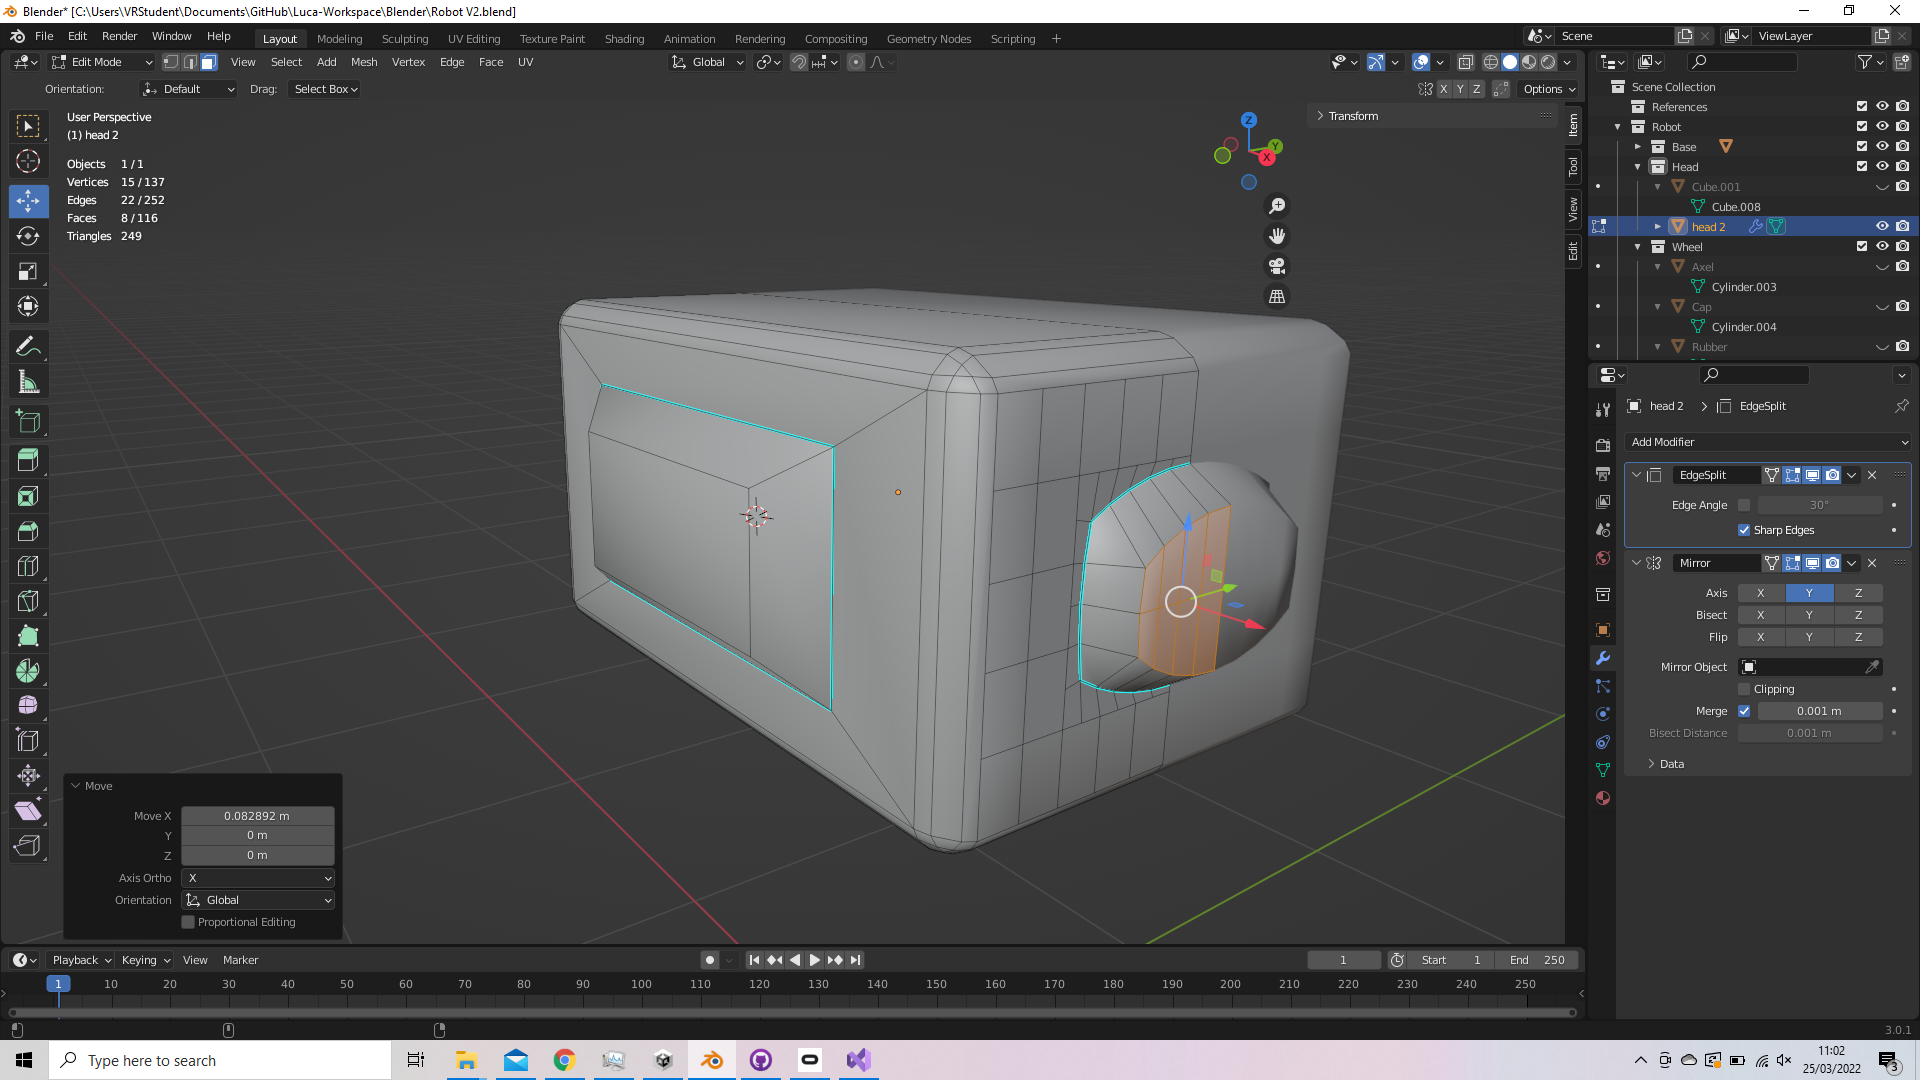 Blender* [C:\Users\VRStudent\Documents\GitHub\Luca-Workspace\Blender\Robot V2.blend]
File Edit Render Window Help Layout Modeling Sculpting UV Editing Texture Paint Shading Animation Rendering Compositing Geometry Nodes Scripting + Scene ViewLayer
Edit Mode View Select Add Mesh Vertex Edge Face UV Global
Orientation: Default Drag: Select Box X Y Z Options
User Perspective
(1) head 2
Objects 1 / 1
Vertices 15 / 137
Edges 22 / 252
Faces 8 / 116
Triangles 249
Z
Y
X
Transform
Item
Tool
View
Edit
Move
Move X 0.082892 m
Y 0 m
Z 0 m
Axis Ortho X
Orientation Global
Proportional Editing
Scene Collection
References
Robot
Base
Head
Cube.001
Cube.008
head 2
Wheel
Axel
Cylinder.003
Cap
Cylinder.004
Rubber
head 2 > EdgeSplit
Add Modifier
EdgeSplit
Edge Angle 30°
Sharp Edges
Mirror
Axis X Y Z
Bisect X Y Z
Flip X Y Z
Mirror Object
Clipping
Merge 0.001 m
Bisect Distance 0.001 m
Data
Playback Keying View Marker 1 Start 1 End 250
1 10 20 30 40 50 60 70 80 90 100 110 120 130 140 150 160 170 180 190 200 210 220 230 240 250
3.0.1
Type here to search
11:02
25/03/2022
3